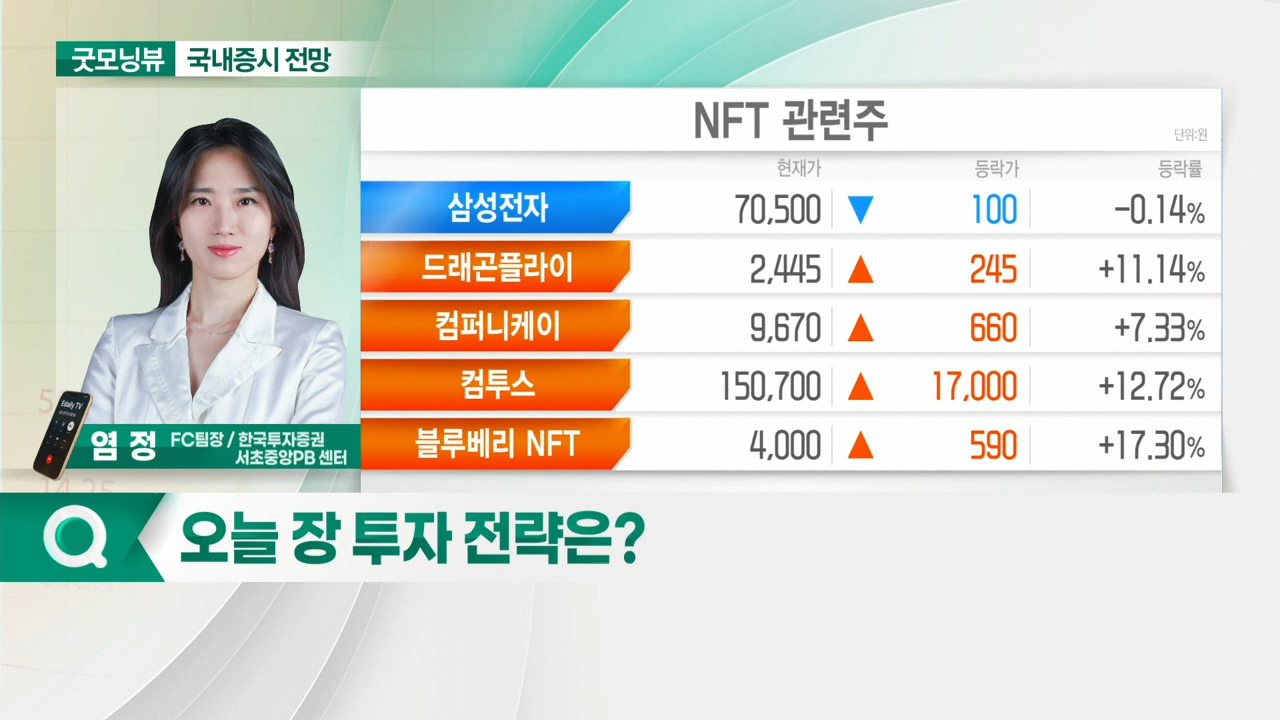 굿모닝뷰 국내증시 전망
NFT 관련주
단위:원
현재가 등락가 등락률
삼성전자 70,500 ▼ 100 -0.14%
드래곤플라이 2,445 ▲ 245 +11.14%
컴퍼니케이 9,670 ▲ 660 +7.33%
컴투스 150,700 ▲ 17,000 +12.72%
블루베리 NFT 4,000 ▲ 590 +17.30%
Edaily TV
염 정 FC팀장 / 한국투자증권
서초중앙PB 센터
Q 오늘 장 투자 전략은?